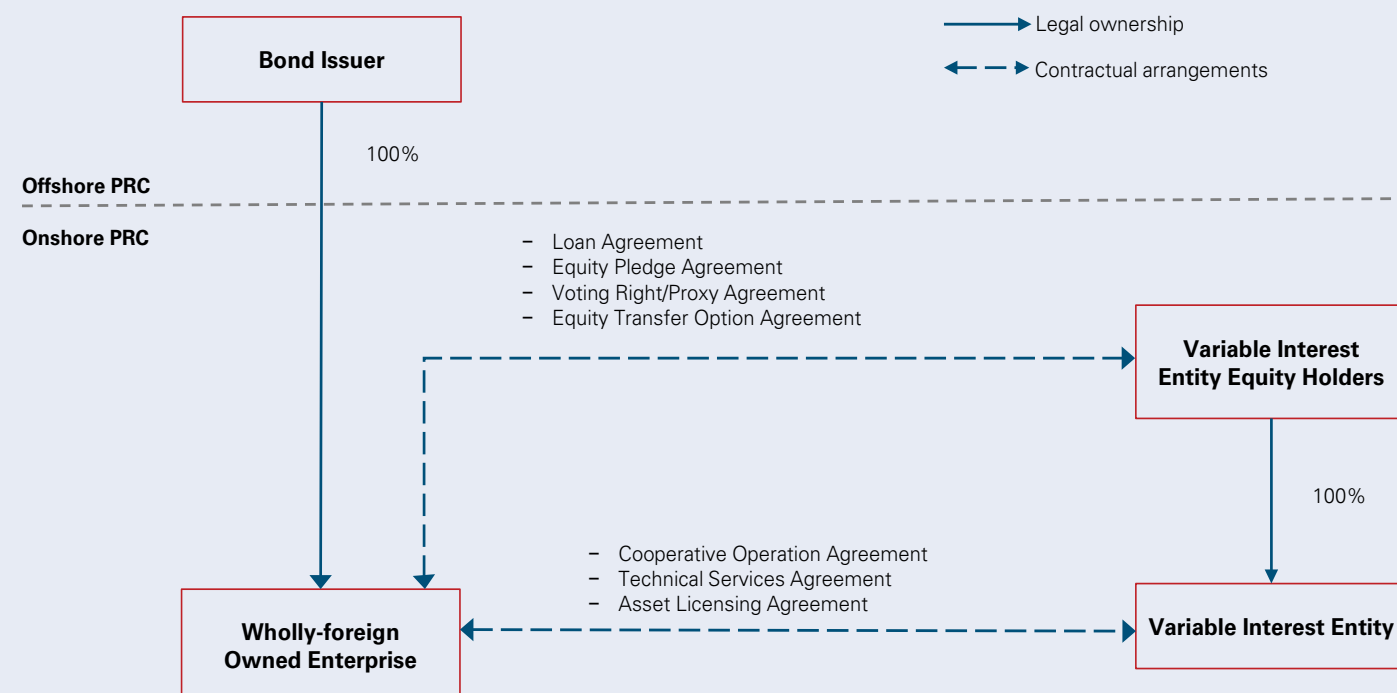 Legal ownership
Bond Issuer
Contractual arrangements
100%
Offshore PRC
Onshore PRC
– Loan Agreement
– Equity Pledge Agreement
– Voting Right/Proxy Agreement
– Equity Transfer Option Agreement
Variable Interest
Entity Equity Holders
100%
– Cooperative Operation Agreement
– Technical Services Agreement
– Asset Licensing Agreement
Wholly-foreign
Owned Enterprise
Variable Interest Entity